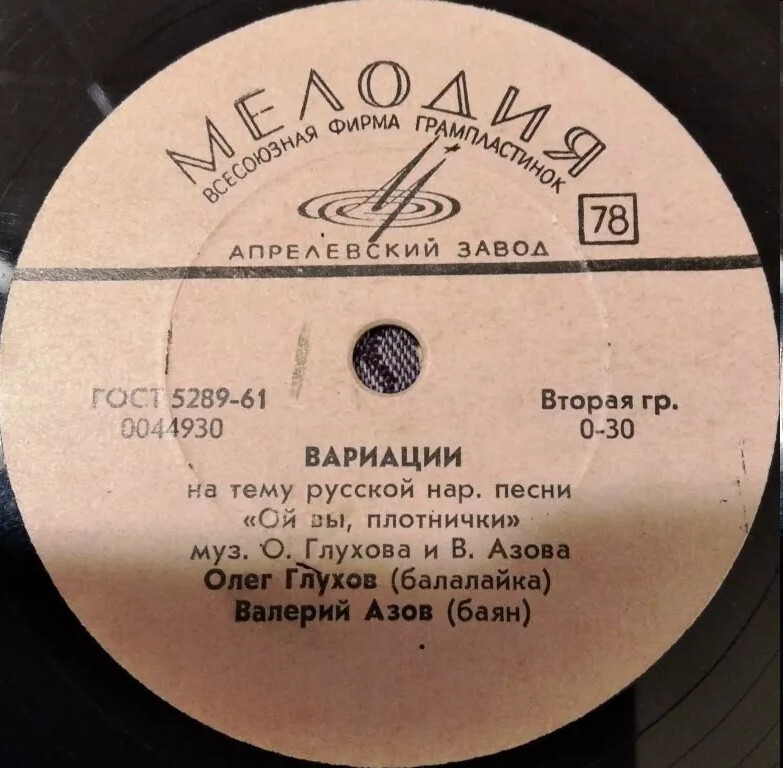 МЕЛОДИЯ
ВСЕСОЮЗНАЯ ФИРМА ГРАМПЛАСТИНОК
78
АПРЕЛЕВСКИЙ ЗАВОД
ГОСТ 5289-61
0044930
Вторая гр.
0-30
ВАРИАЦИИ
на тему русской нар. песни
«Ой вы, плотнички»
муз. О. Глухова и В. Азова
Олег Глухов (балалайка)
Валерий Азов (баян)